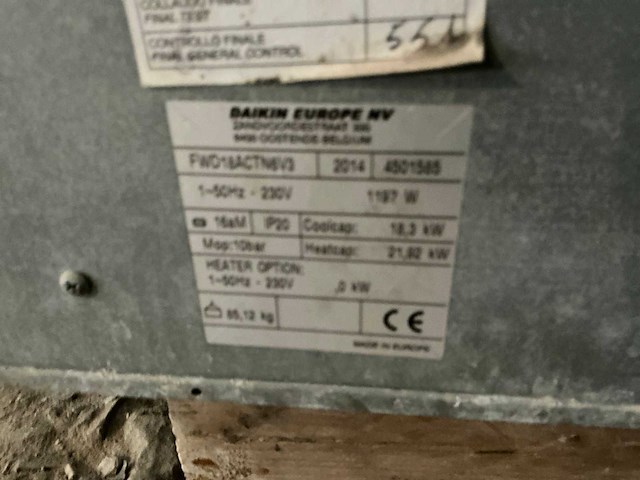 COLLAUDO FINALE
FINAL TEST
CONTROLLO FINALE
FINAL GENERAL CONTROL
DAIKIN EUROPE NV
ZANDVOORDESTRAAT 300
8400 OOSTENDE BELGIUM
FWD18ACTN6V3 2014 4501585
1~50Hz - 230V 1197 W
16aM IP20 Coolcap: 18,3 kW
Mop:10bar Heatcap: 21,92 kW
HEATER OPTION:
1~50Hz - 230V ,0 kW
85,12 kg CE
MADE IN EUROPE